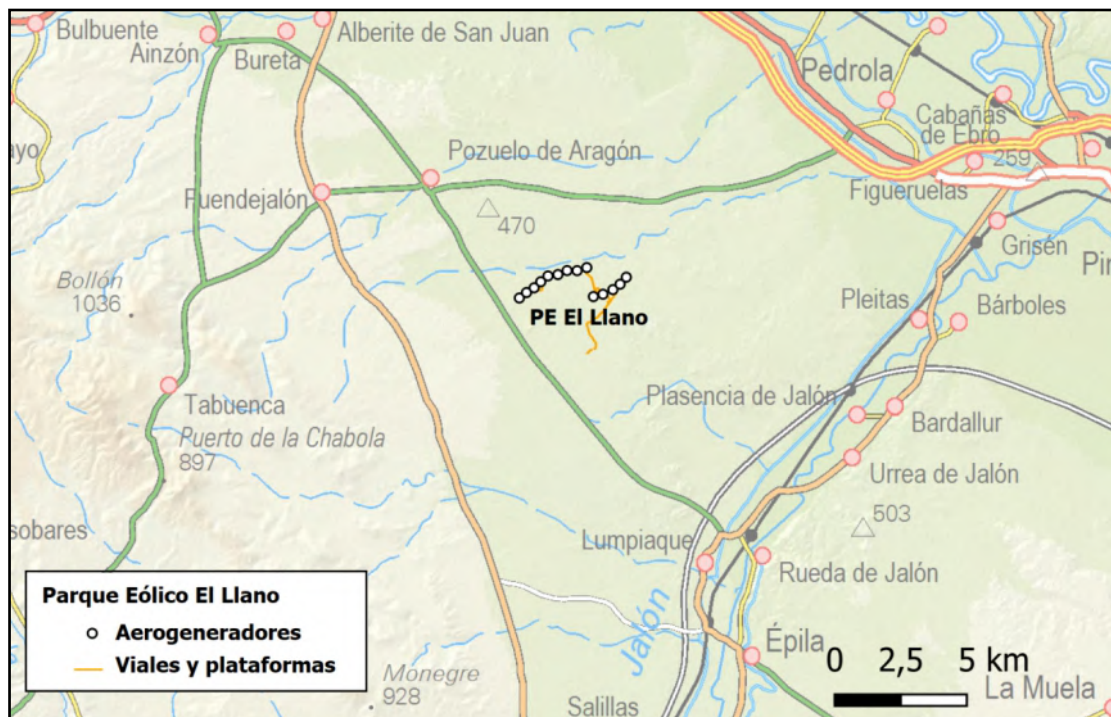 Bulbuente
Ainzón
Bureta
Alberite de San Juan
Pedrola
Cabañas
de Ebro
259
yo
Pozuelo de Aragón
Fuendejalón
470
Figueruelas
Grisén
Pin
Bollón
1036
PE El Llano
Pleitas
Bárboles
Tabuenca
Puerto de la Chabola
897
Plasencia de Jalón
Bardallur
Urrea de Jalón
503
sobares
Lumpiaque
Rueda de Jalón
Jalón
Épila
Parque Eólico El Llano
Aerogeneradores
Viales y plataformas
Monegre
928
Salillas
0 2,5 5 km
La Muela